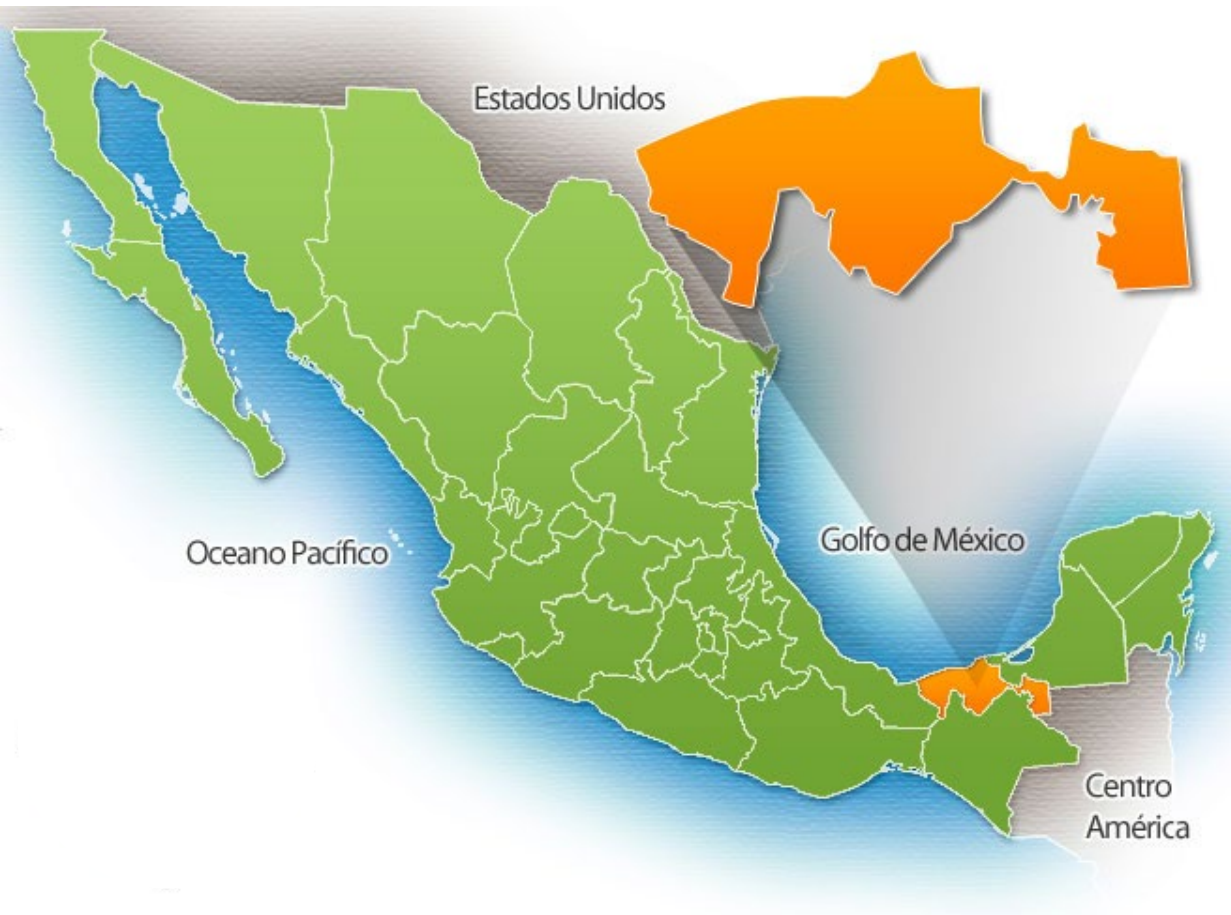 Estados Unidos
Golfo de México
Oceano Pacífico
Centro
América